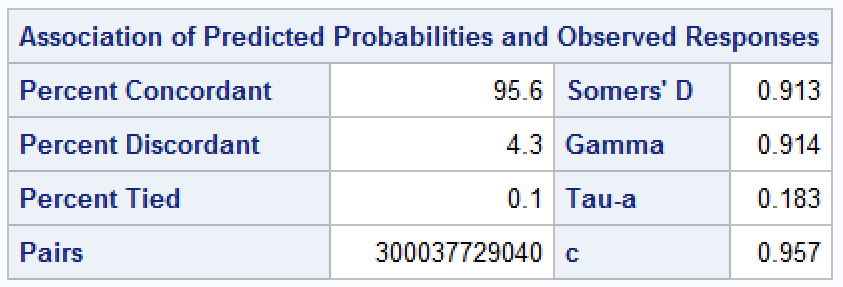 Association of Predicted Probabilities and Observed Responses
Percent Concordant 95.6 Somers' D 0.913
Percent Discordant 4.3 Gamma 0.914
Percent Tied 0.1 Tau-a 0.183
Pairs 300037729040 c 0.957